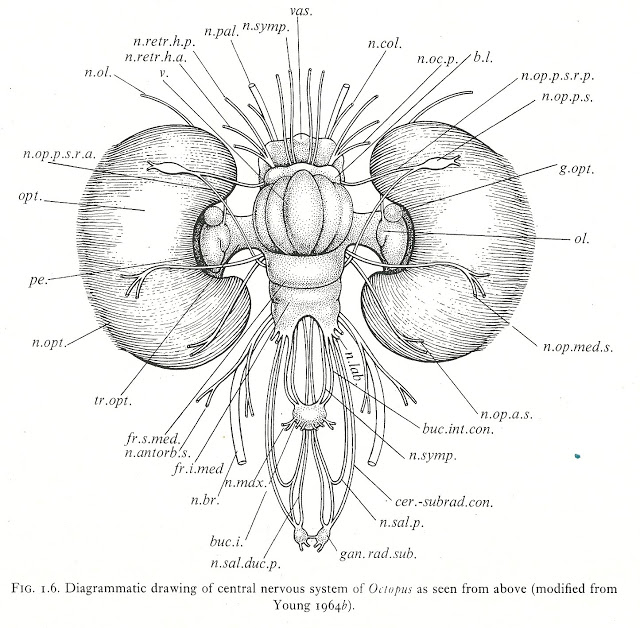 vas.
n.symp.
n.pal.
n.retr.h.p.
n.retr.h.a.
v.
n.ol.
n.col.
n.oc.p.
b.l.
n.op.p.s.r.p.
n.op.p.s.
n.op.p.s.r.a.
g.opt.
opt.
ol.
pe.
n.opt.
n.op.med.s.
n.lab.
tr.opt.
n.op.a.s.
buc.int.con.
fr.s.med.
n.antorb.s.
n.symp.
fr.i.med
n.mdx.
n.br.
cer.-subrad.con.
n.sal.p.
buc.i.
gan.rad.sub.
n.sal.duc.p.
FIG. 1.6. Diagrammatic drawing of central nervous system of Octopus as seen from above (modified from
Young 1964b).